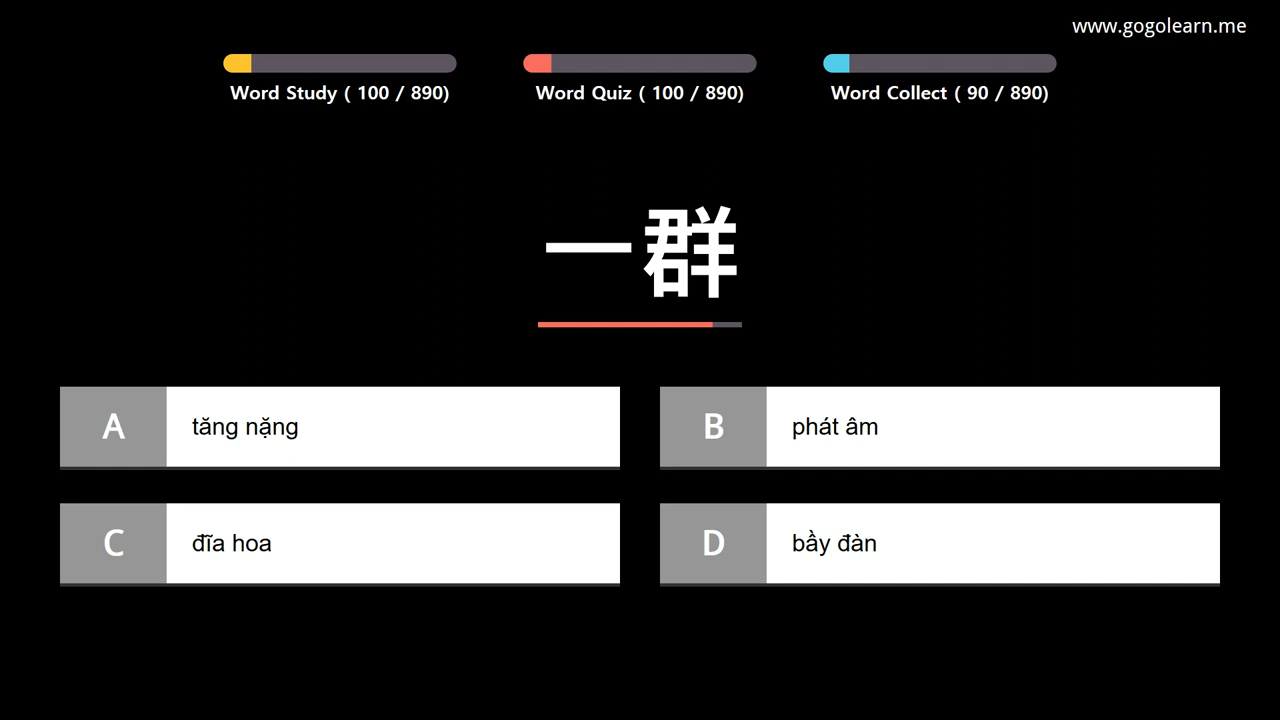 www.gogolearn.me
Word Study ( 100 / 890)
Word Quiz ( 100 / 890)
Word Collect ( 90 / 890)
一群
A tăng nặng
B phát âm
C đĩa hoa
D bầy đàn